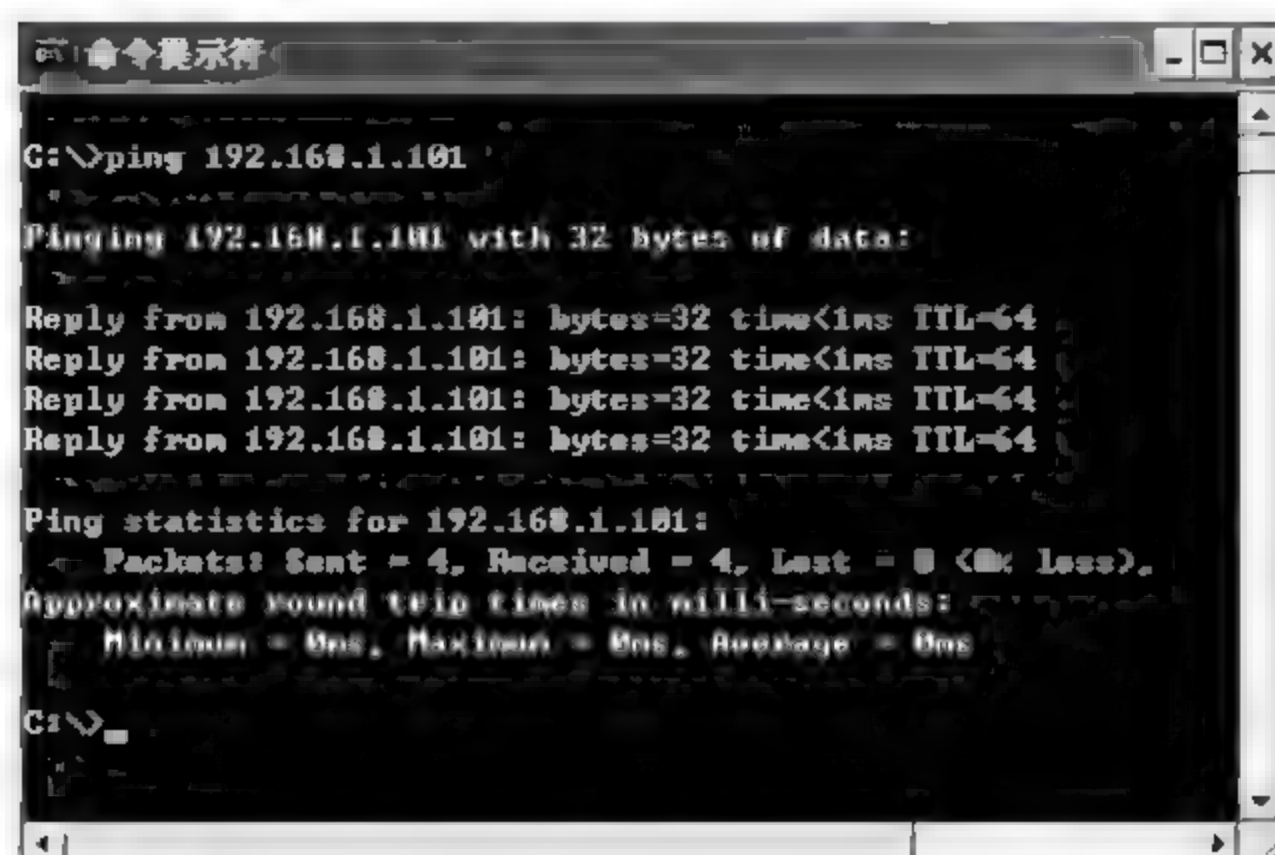 命令提示符
C:\>ping 192.168.1.101
Pinging 192.168.1.101 with 32 bytes of data:
Reply from 192.168.1.101: bytes=32 time<1ms TTL=64
Reply from 192.168.1.101: bytes=32 time<1ms TTL=64
Reply from 192.168.1.101: bytes=32 time<1ms TTL=64
Reply from 192.168.1.101: bytes=32 time<1ms TTL=64
Ping statistics for 192.168.1.101:
Packets: Sent = 4, Received = 4, Lost = 0 (0% loss),
Approximate round trip times in milli-seconds:
Minimum = 0ms, Maximum = 0ms, Average = 0ms
C:\>_